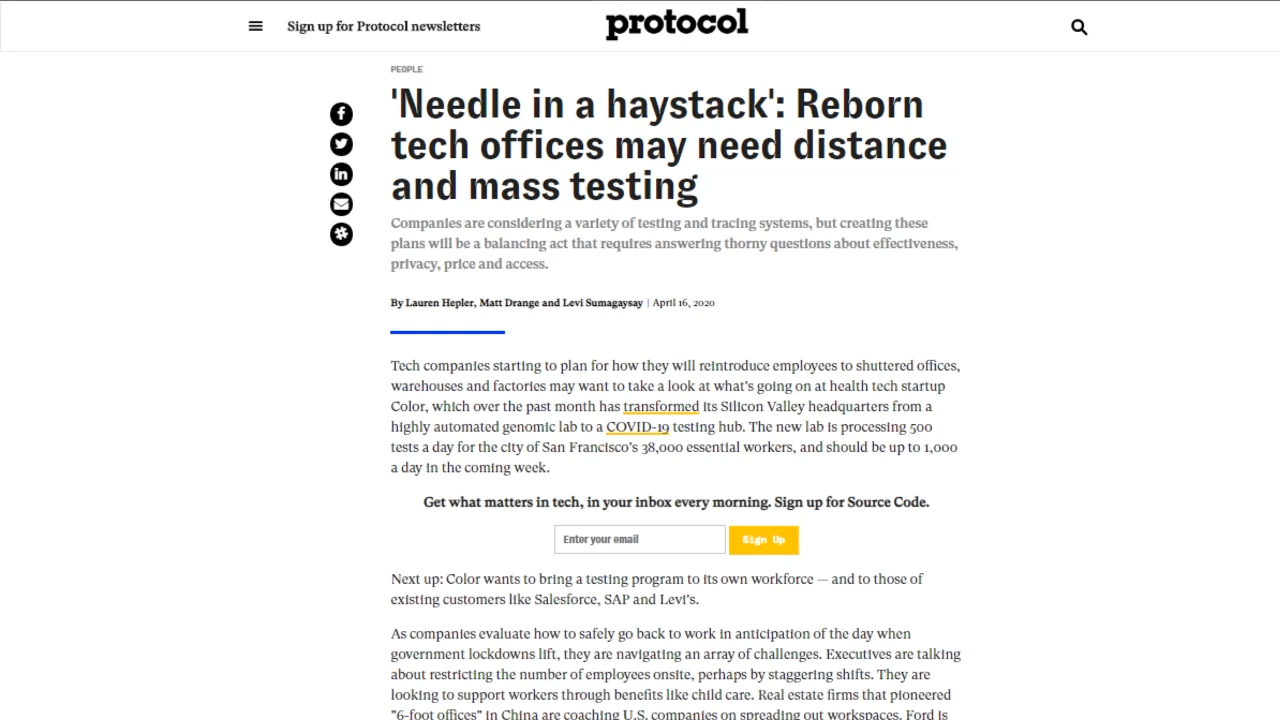 Sign up for Protocol newsletters
protocol
PEOPLE
'Needle in a haystack': Reborn
tech offices may need distance
and mass testing
Companies are considering a variety of testing and tracing systems, but creating these
plans will be a balancing act that requires answering thorny questions about effectiveness,
privacy, price and access.
By Lauren Hepler, Matt Drange and Levi Sumagaysay | April 16, 2020
Tech companies starting to plan for how they will reintroduce employees to shuttered offices,
warehouses and factories may want to take a look at what's going on at health tech startup
Color, which over the past month has transformed its Silicon Valley headquarters from a
highly automated genomic lab to a COVID-19 testing hub. The new lab is processing 500
tests a day for the city of San Francisco's 38,000 essential workers, and should be up to 1,000
a day in the coming week.
Get what matters in tech, in your inbox every morning. Sign up for Source Code.
Enter your email
Sign Up
Next up: Color wants to bring a testing program to its own workforce — and to those of
existing customers like Salesforce, SAP and Levi's.
As companies evaluate how to safely go back to work in anticipation of the day when
government lockdowns lift, they are navigating an array of challenges. Executives are talking
about restricting the number of employees onsite, perhaps by staggering shifts. They are
looking to support workers through benefits like child care. Real estate firms that pioneered
"6-foot offices" in China are coaching U.S. companies on spreading out workspaces. Ford is